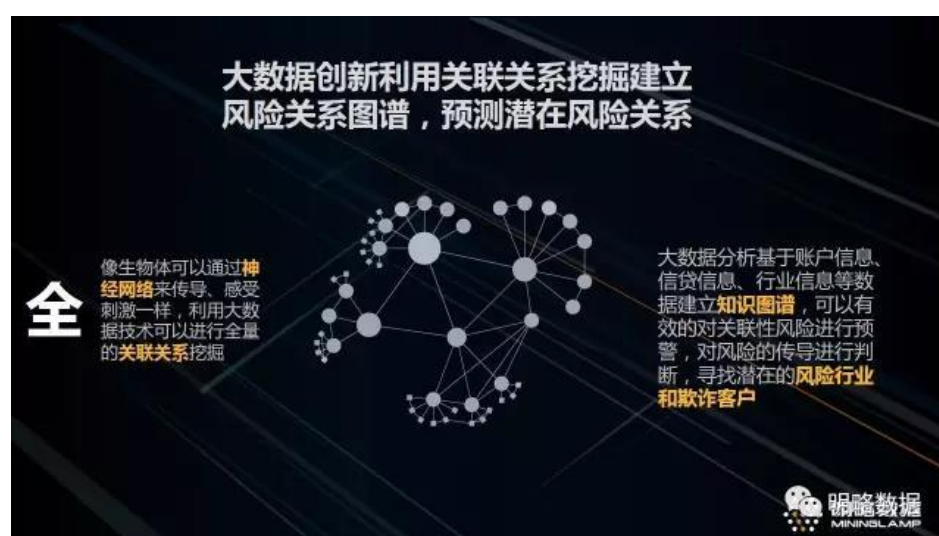 大数据创新利用关联关系挖掘建立
风险关系图谱，预测潜在风险关系
全
像生物体可以通过神
经网络来传导、感受
刺激一样，利用大数
据技术可以进行全量
的关联关系挖掘
大数据分析基于账户信息、
信贷信息、行业信息等数
据建立知识图谱，可以有
效的对关联性风险进行预
警，对风险的传导进行判
断，寻找潜在的风险行业
和欺诈客户
明略数据
MININGLAMP